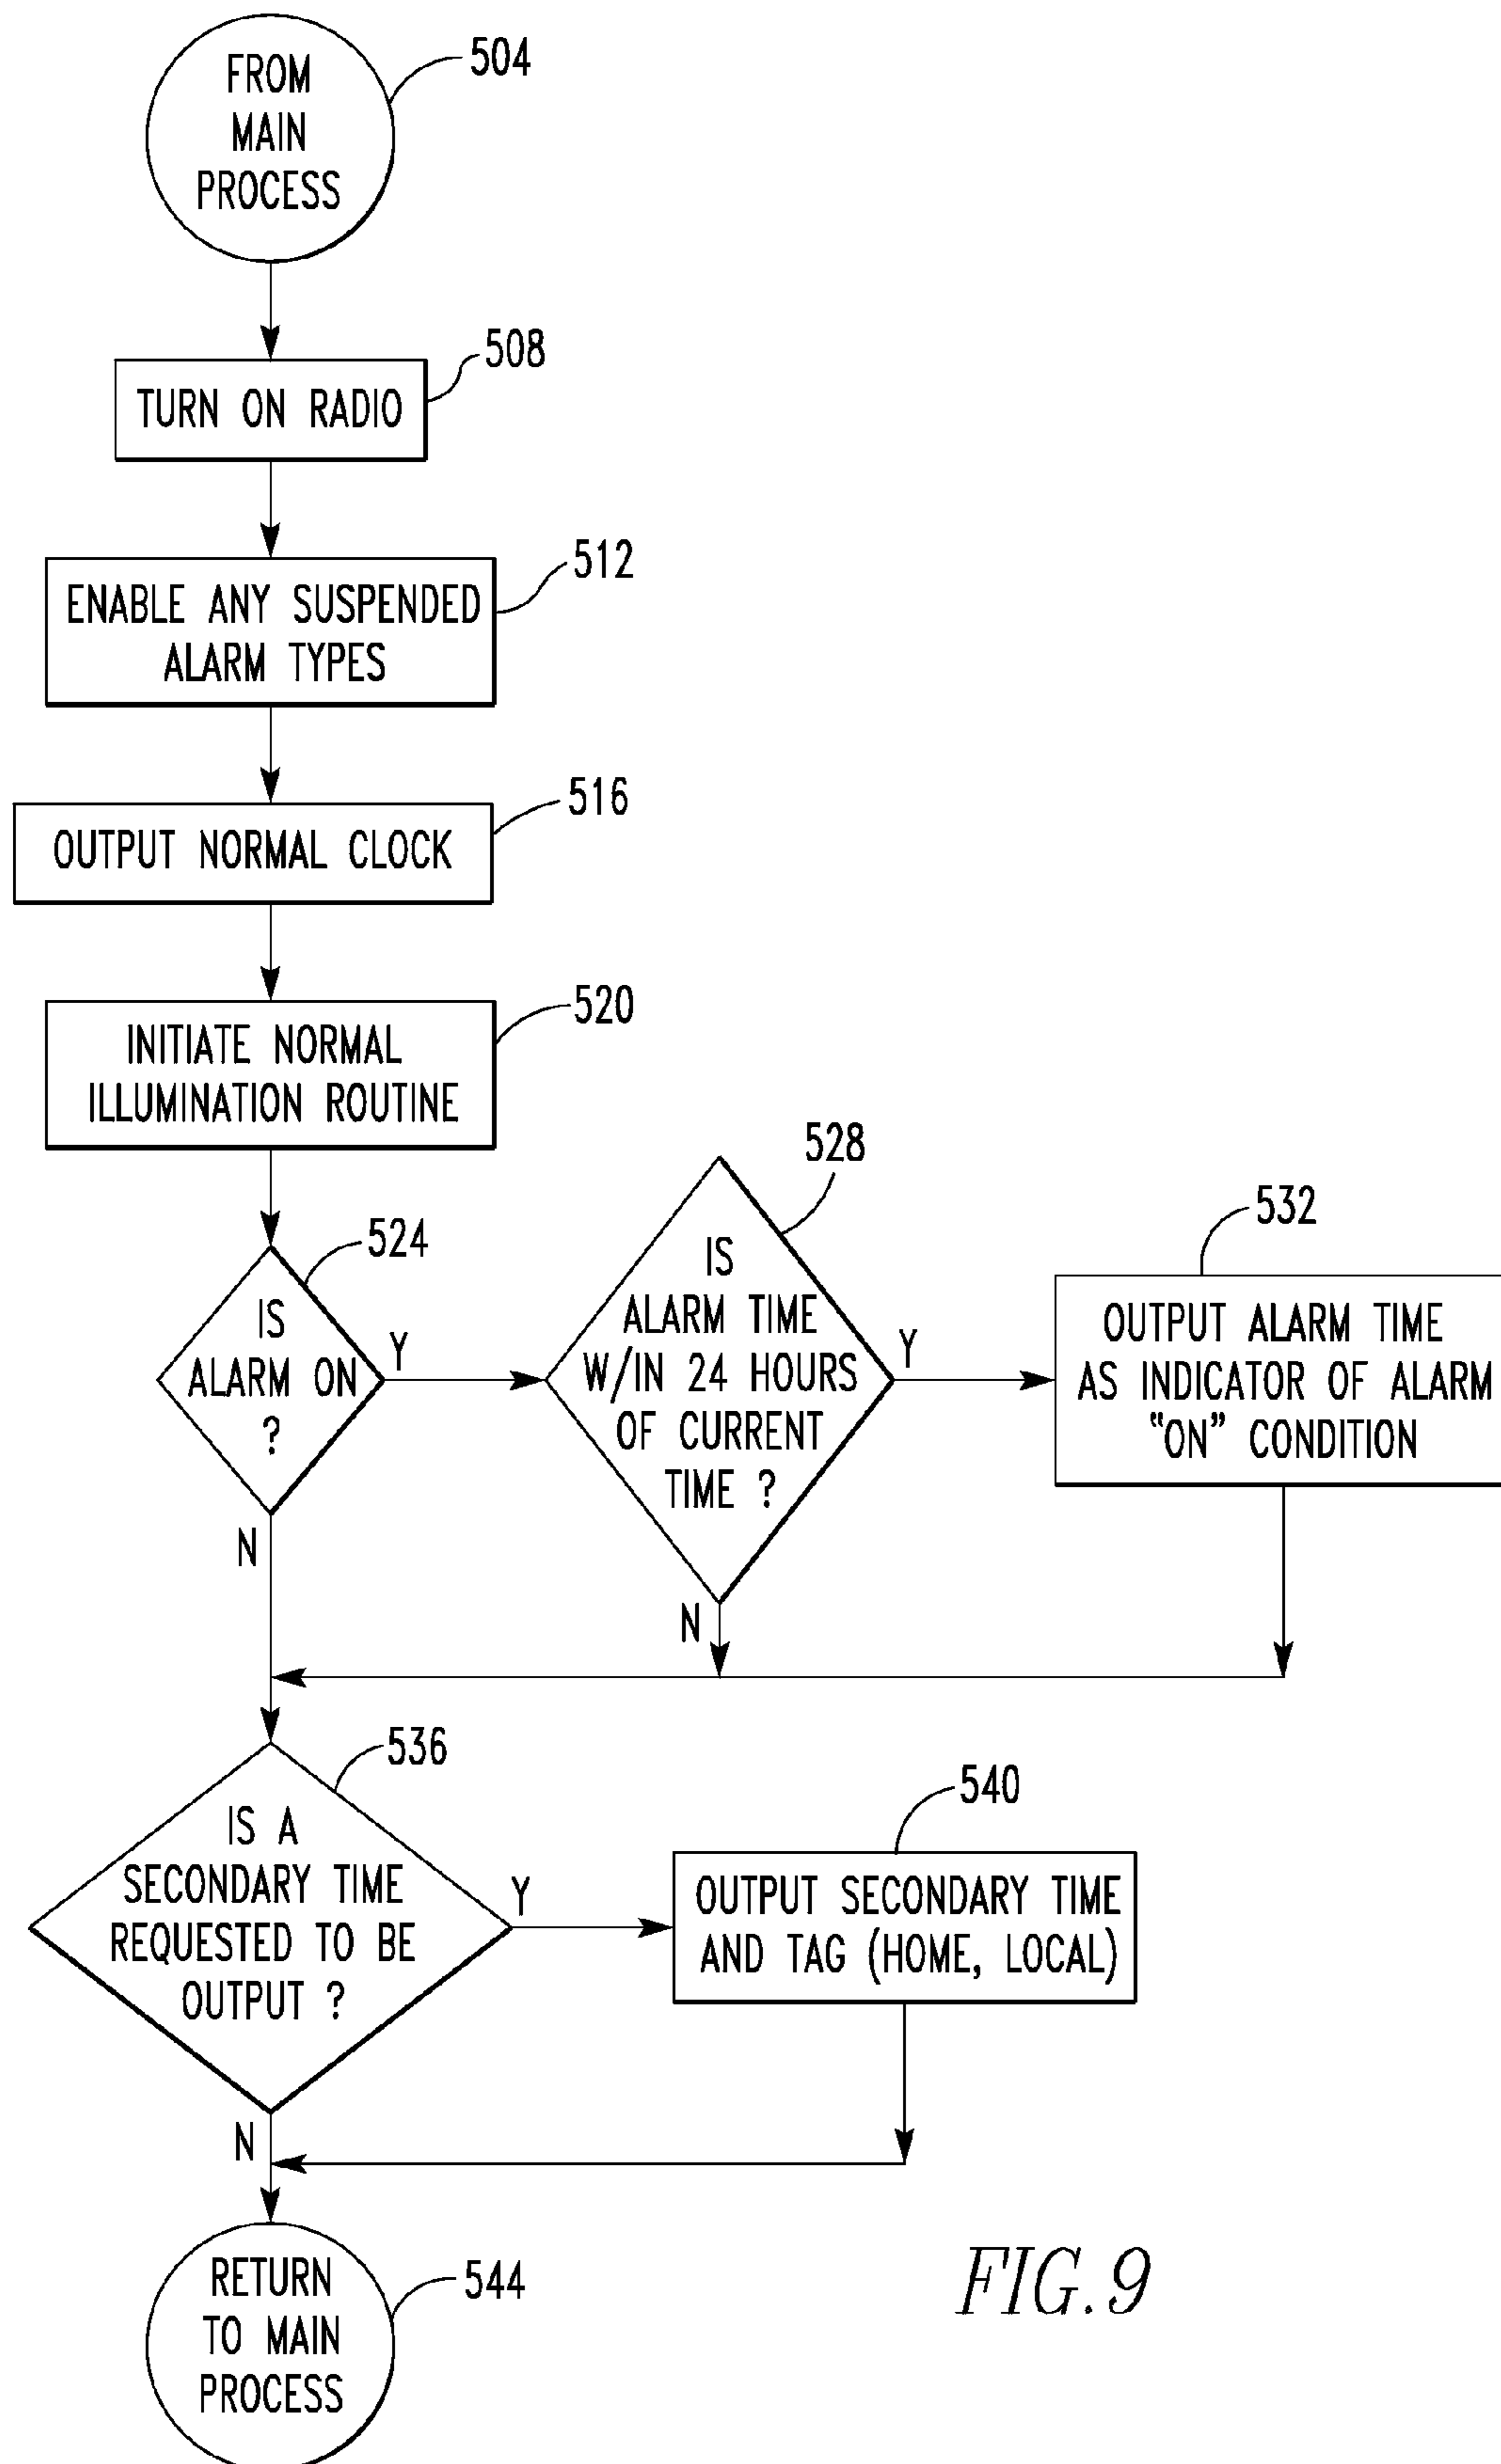 FROM
MAIN
PROCESS
504
TURN ON RADIO
508
ENABLE ANY SUSPENDED
ALARM TYPES
512
OUTPUT NORMAL CLOCK
516
INITIATE NORMAL
ILLUMINATION ROUTINE
520
IS
ALARM ON
?
524
Y
N
IS
ALARM TIME
W/IN 24 HOURS
OF CURRENT
TIME ?
528
Y
N
OUTPUT ALARM TIME
AS INDICATOR OF ALARM
“ON” CONDITION
532
IS A
SECONDARY TIME
REQUESTED TO BE
OUTPUT ?
536
Y
N
OUTPUT SECONDARY TIME
AND TAG (HOME, LOCAL)
540
RETURN
TO MAIN
PROCESS
544
FIG. 9